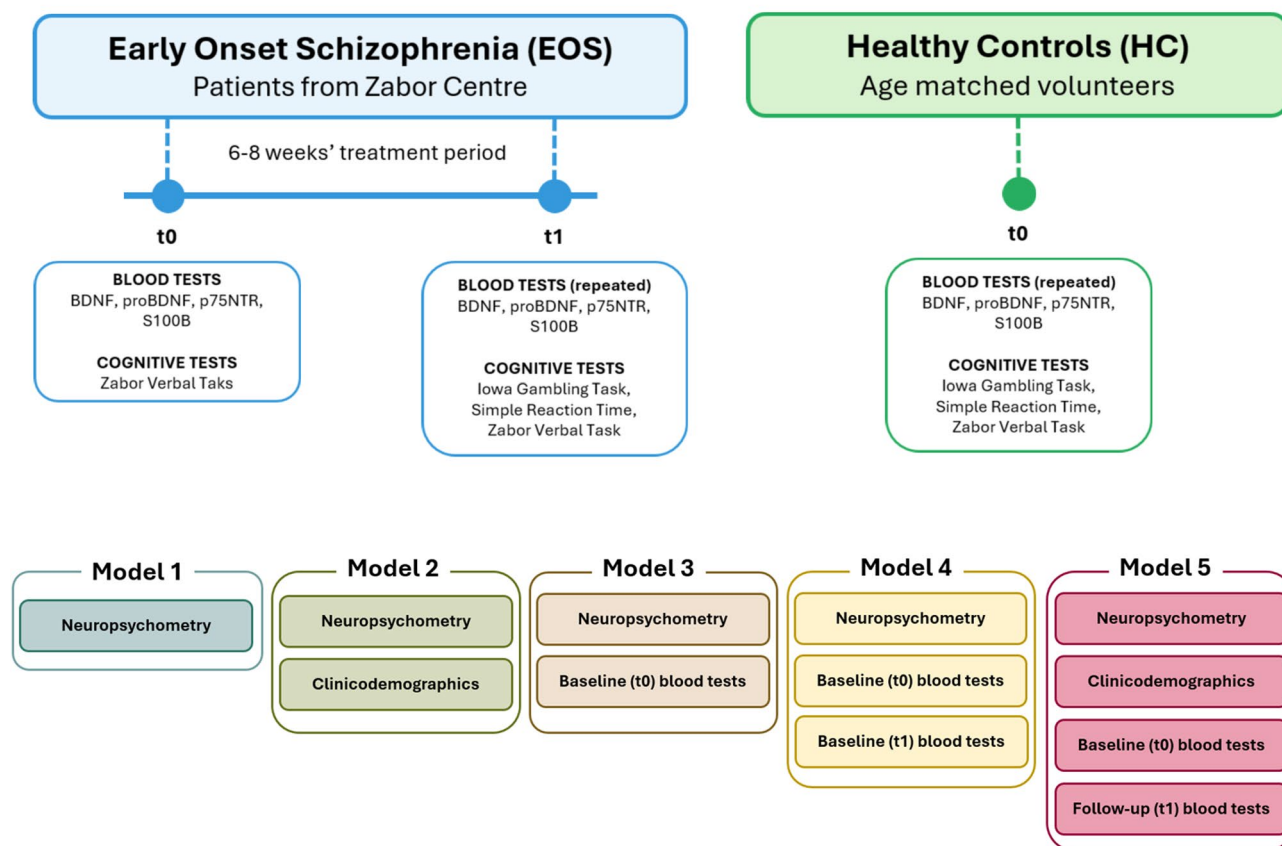 Early Onset Schizophrenia (EOS)
Patients from Zabor Centre
Healthy Controls (HC)
Age matched volunteers
6-8 weeks’ treatment period
t0
t1
t0
BLOOD TESTS
BDNF, proBDNF, p75NTR,
S100B
COGNITIVE TESTS
Zabor Verbal Taks
BLOOD TESTS (repeated)
BDNF, proBDNF, p75NTR,
S100B
COGNITIVE TESTS
Iowa Gambling Task,
Simple Reaction Time,
Zabor Verbal Task
BLOOD TESTS (repeated)
BDNF, proBDNF, p75NTR,
S100B
COGNITIVE TESTS
Iowa Gambling Task,
Simple Reaction Time,
Zabor Verbal Task
Model 1
Neuropsychometry
Model 2
Neuropsychometry
Clinicodemographics
Model 3
Neuropsychometry
Baseline (t0) blood tests
Model 4
Neuropsychometry
Baseline (t0) blood tests
Baseline (t1) blood tests
Model 5
Neuropsychometry
Clinicodemographics
Baseline (t0) blood tests
Follow-up (t1) blood tests